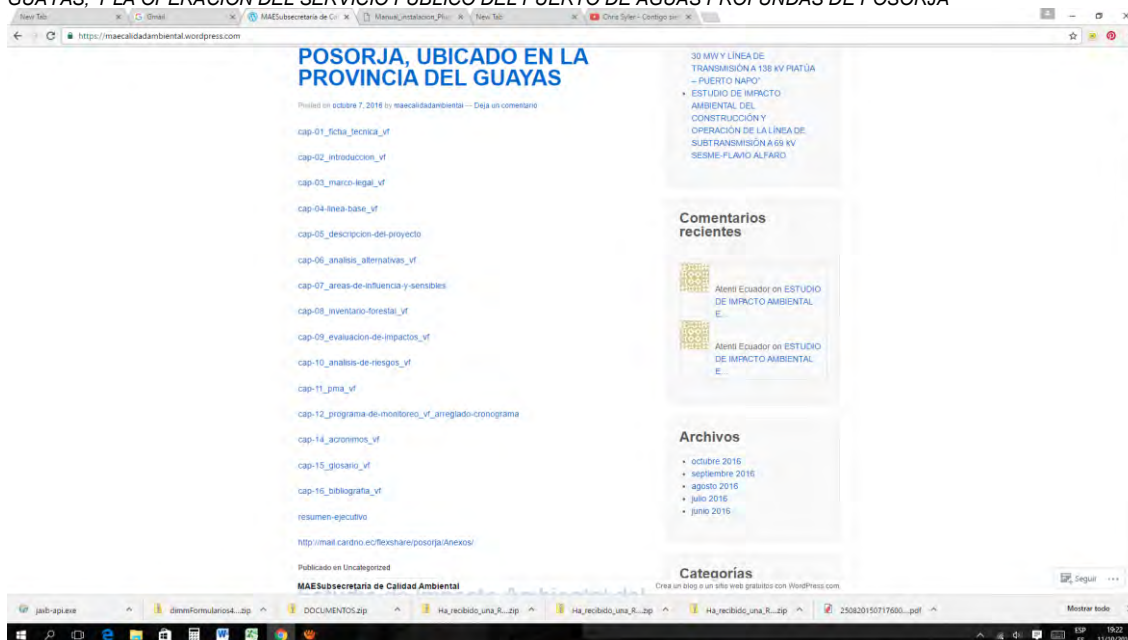 GUAYAS, Y LA OPERACIÓN DEL SERVICIO PÚBLICO DEL PUERTO DE AGUAS PROFUNDAS DE POSORJA
New Tab
Gmail
MAESubsecretaría de Ca
Manual_instalacion_Plu
New Tab
Chris Syler - Contigo
https://maecalidadambiental.wordpress.com
POSORJA, UBICADO EN LA
PROVINCIA DEL GUAYAS
Posted on octubre 7, 2016 by maecalidadambiental — Deja un comentario
cap-01_ficha_tecnica_vf
cap-02_introduccion_vf
cap-03_marco-legal_vf
cap-04-linea-base_vf
cap-05_descripcion-del-proyecto
cap-06_analisis_alternativas_vf
cap-07_areas-de-influencia-y-sensibles
cap-08_inventario-forestal_vf
cap-09_evaluacion-de-impactos_vf
cap-10_analisis-de-riesgos_vf
cap-11_pma_vf
cap-12_programa-de-monitoreo_vf_arreglado-cronograma
cap-14_acronimos_vf
cap-15_glosario_vf
cap-16_bibliografia_vf
resumen-ejecutivo
http://mail.cardno.ec/flexshare/posorja/Anexos/
Publicado en Uncategorized
MAESubsecretaría de Calidad Ambiental
30 MW Y LÍNEA DE
TRANSMISIÓN A 138 kV PIATÚA
– PUERTO NAPO"
ESTUDIO DE IMPACTO
AMBIENTAL DEL
CONSTRUCCIÓN Y
OPERACIÓN DE LA LÍNEA DE
SUBTRANSMISIÓN A 69 kV
SESME-FLAVIO ALFARO
Comentarios
recientes
Atenti Ecuador on ESTUDIO
DE IMPACTO AMBIENTAL
E…
Atenti Ecuador on ESTUDIO
DE IMPACTO AMBIENTAL
E…
Archivos
octubre 2016
septiembre 2016
agosto 2016
julio 2016
junio 2016
Categorías
Crea un blog o un sitio web gratuitos con WordPress.com.
Seguir
jaxb-api.exe
dimmFormularios4....zip
DOCUMENTOS.zip
Ha_recibido_una_R....zip
Ha_recibido_una_R....zip
Ha_recibido_una_R....zip
250820150717600....pdf
Mostrar todo
ESP
19:22